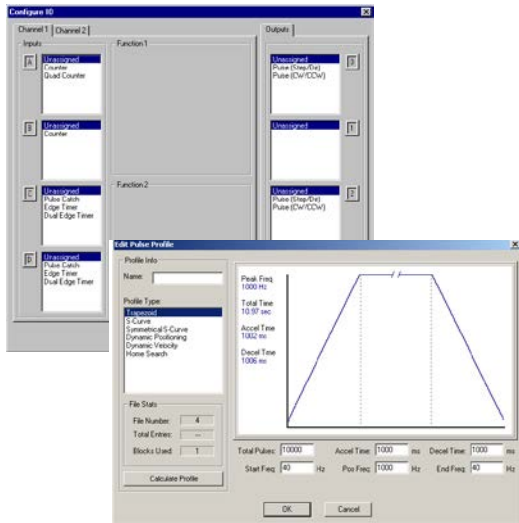 Configure IO
Channel 1 Channel 2 Outputs
Inputs
A
Unassigned
Counter
Quad Counter
Function 1
Unassigned
Pulse (Step/Dir)
Pulse (CW/CCW)
B
Unassigned
Counter
Unassigned
1
C
Unassigned
Pulse Catch
Edge Timer
Dual Edge Timer
Function 2
Unassigned
Pulse (Step/Dir)
Pulse (CW/CCW)
2
D
Unassigned
Pulse Catch
Edge Timer
Dual Edge Timer
Edit Pulse Profile
Profile Info
Name:
Profile Type:
Trapezoid
S-Curve
Symmetrical S-Curve
Dynamic Positioning
Dynamic Velocity
Home Search
File Stats
File Number: 4
Total Entries: --
Blocks Used: 1
Calculate Profile
Peak Freq
1000 Hz
Total Time
10.97 sec
Accel Time
1002 ms
Decel Time
1006 ms
Total Pulses: 10000 Accel Time: 1000 ms Decel Time: 1000 ms
Start Freq: 40 Hz Pos Freq: 1000 Hz End Freq: 40 Hz
OK Cancel